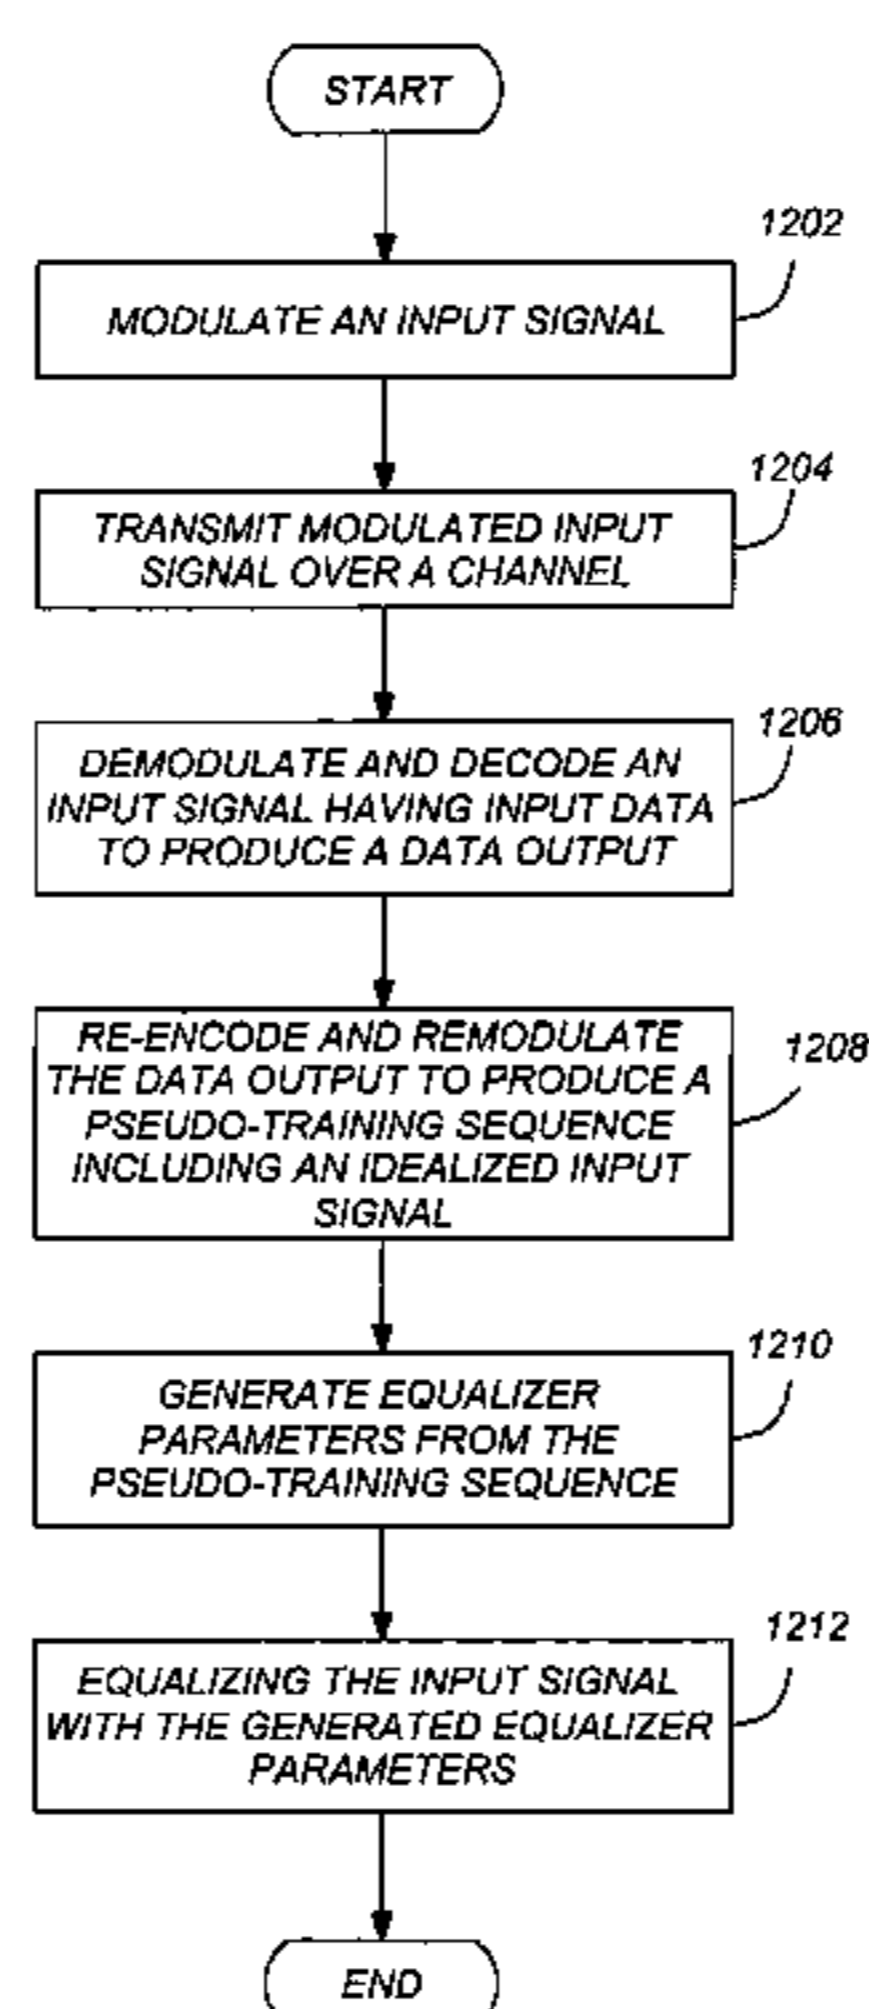 START
1202
MODULATE AN INPUT SIGNAL
1204
TRANSMIT MODULATED INPUT
SIGNAL OVER A CHANNEL
1206
DEMODULATE AND DECODE AN
INPUT SIGNAL HAVING INPUT DATA
TO PRODUCE A DATA OUTPUT
RE-ENCODE AND REMODULATE
1208
THE DATA OUTPUT TO PRODUCE A
PSEUDO-TRAINING SEQUENCE
INCLUDING AN IDEALIZED INPUT
SIGNAL
1210
GENERATE EQUALIZER
PARAMETERS FROM THE
PSEUDO-TRAINING SEQUENCE
1212
EQUALIZING THE INPUT SIGNAL
WITH THE GENERATED EQUALIZER
PARAMETERS
END